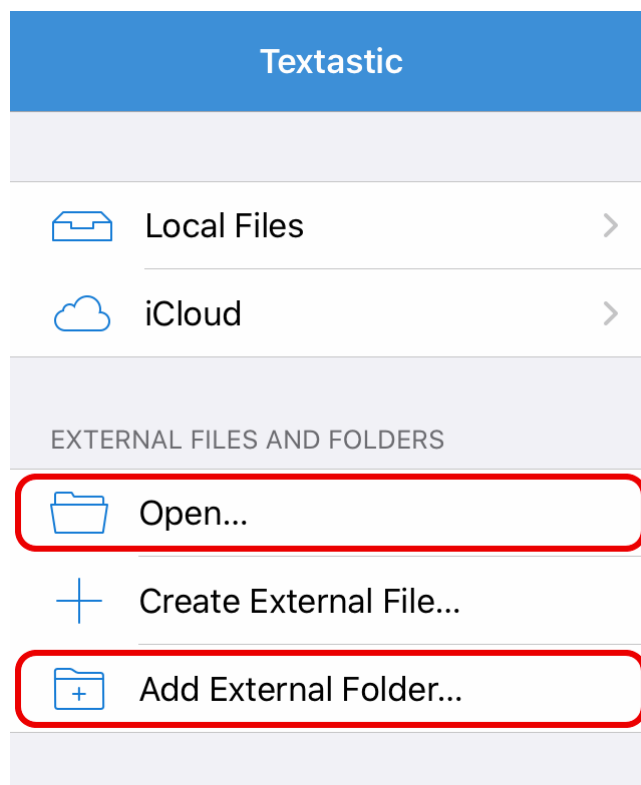 Textastic
Local Files
iCloud
EXTERNAL FILES AND FOLDERS
Open...
Create External File...
Add External Folder...